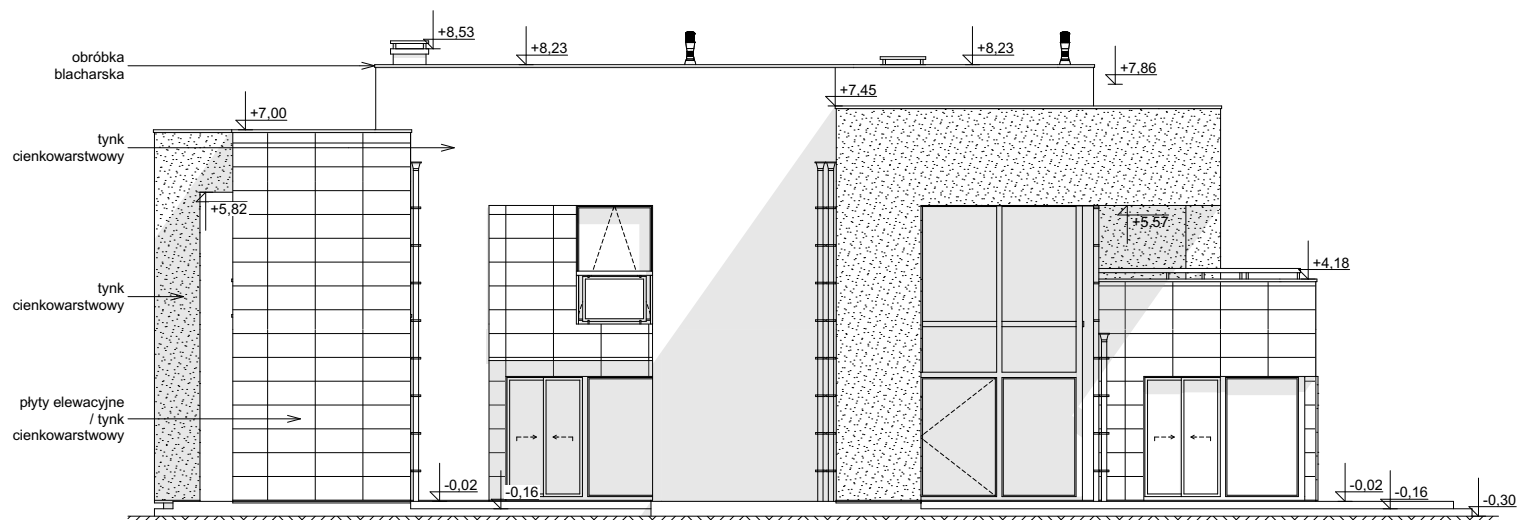 +8,53
+8,23
+8,23
obróbka
blacharska
+7,86
+7,45
+7,00
tynk
cienkowarstwowy
+5,82
+5,57
+4,18
tynk
cienkowarstwowy
płyty elewacyjne
/ tynk
cienkowarstwowy
-0,02
-0,16
-0,02
-0,16
-0,30